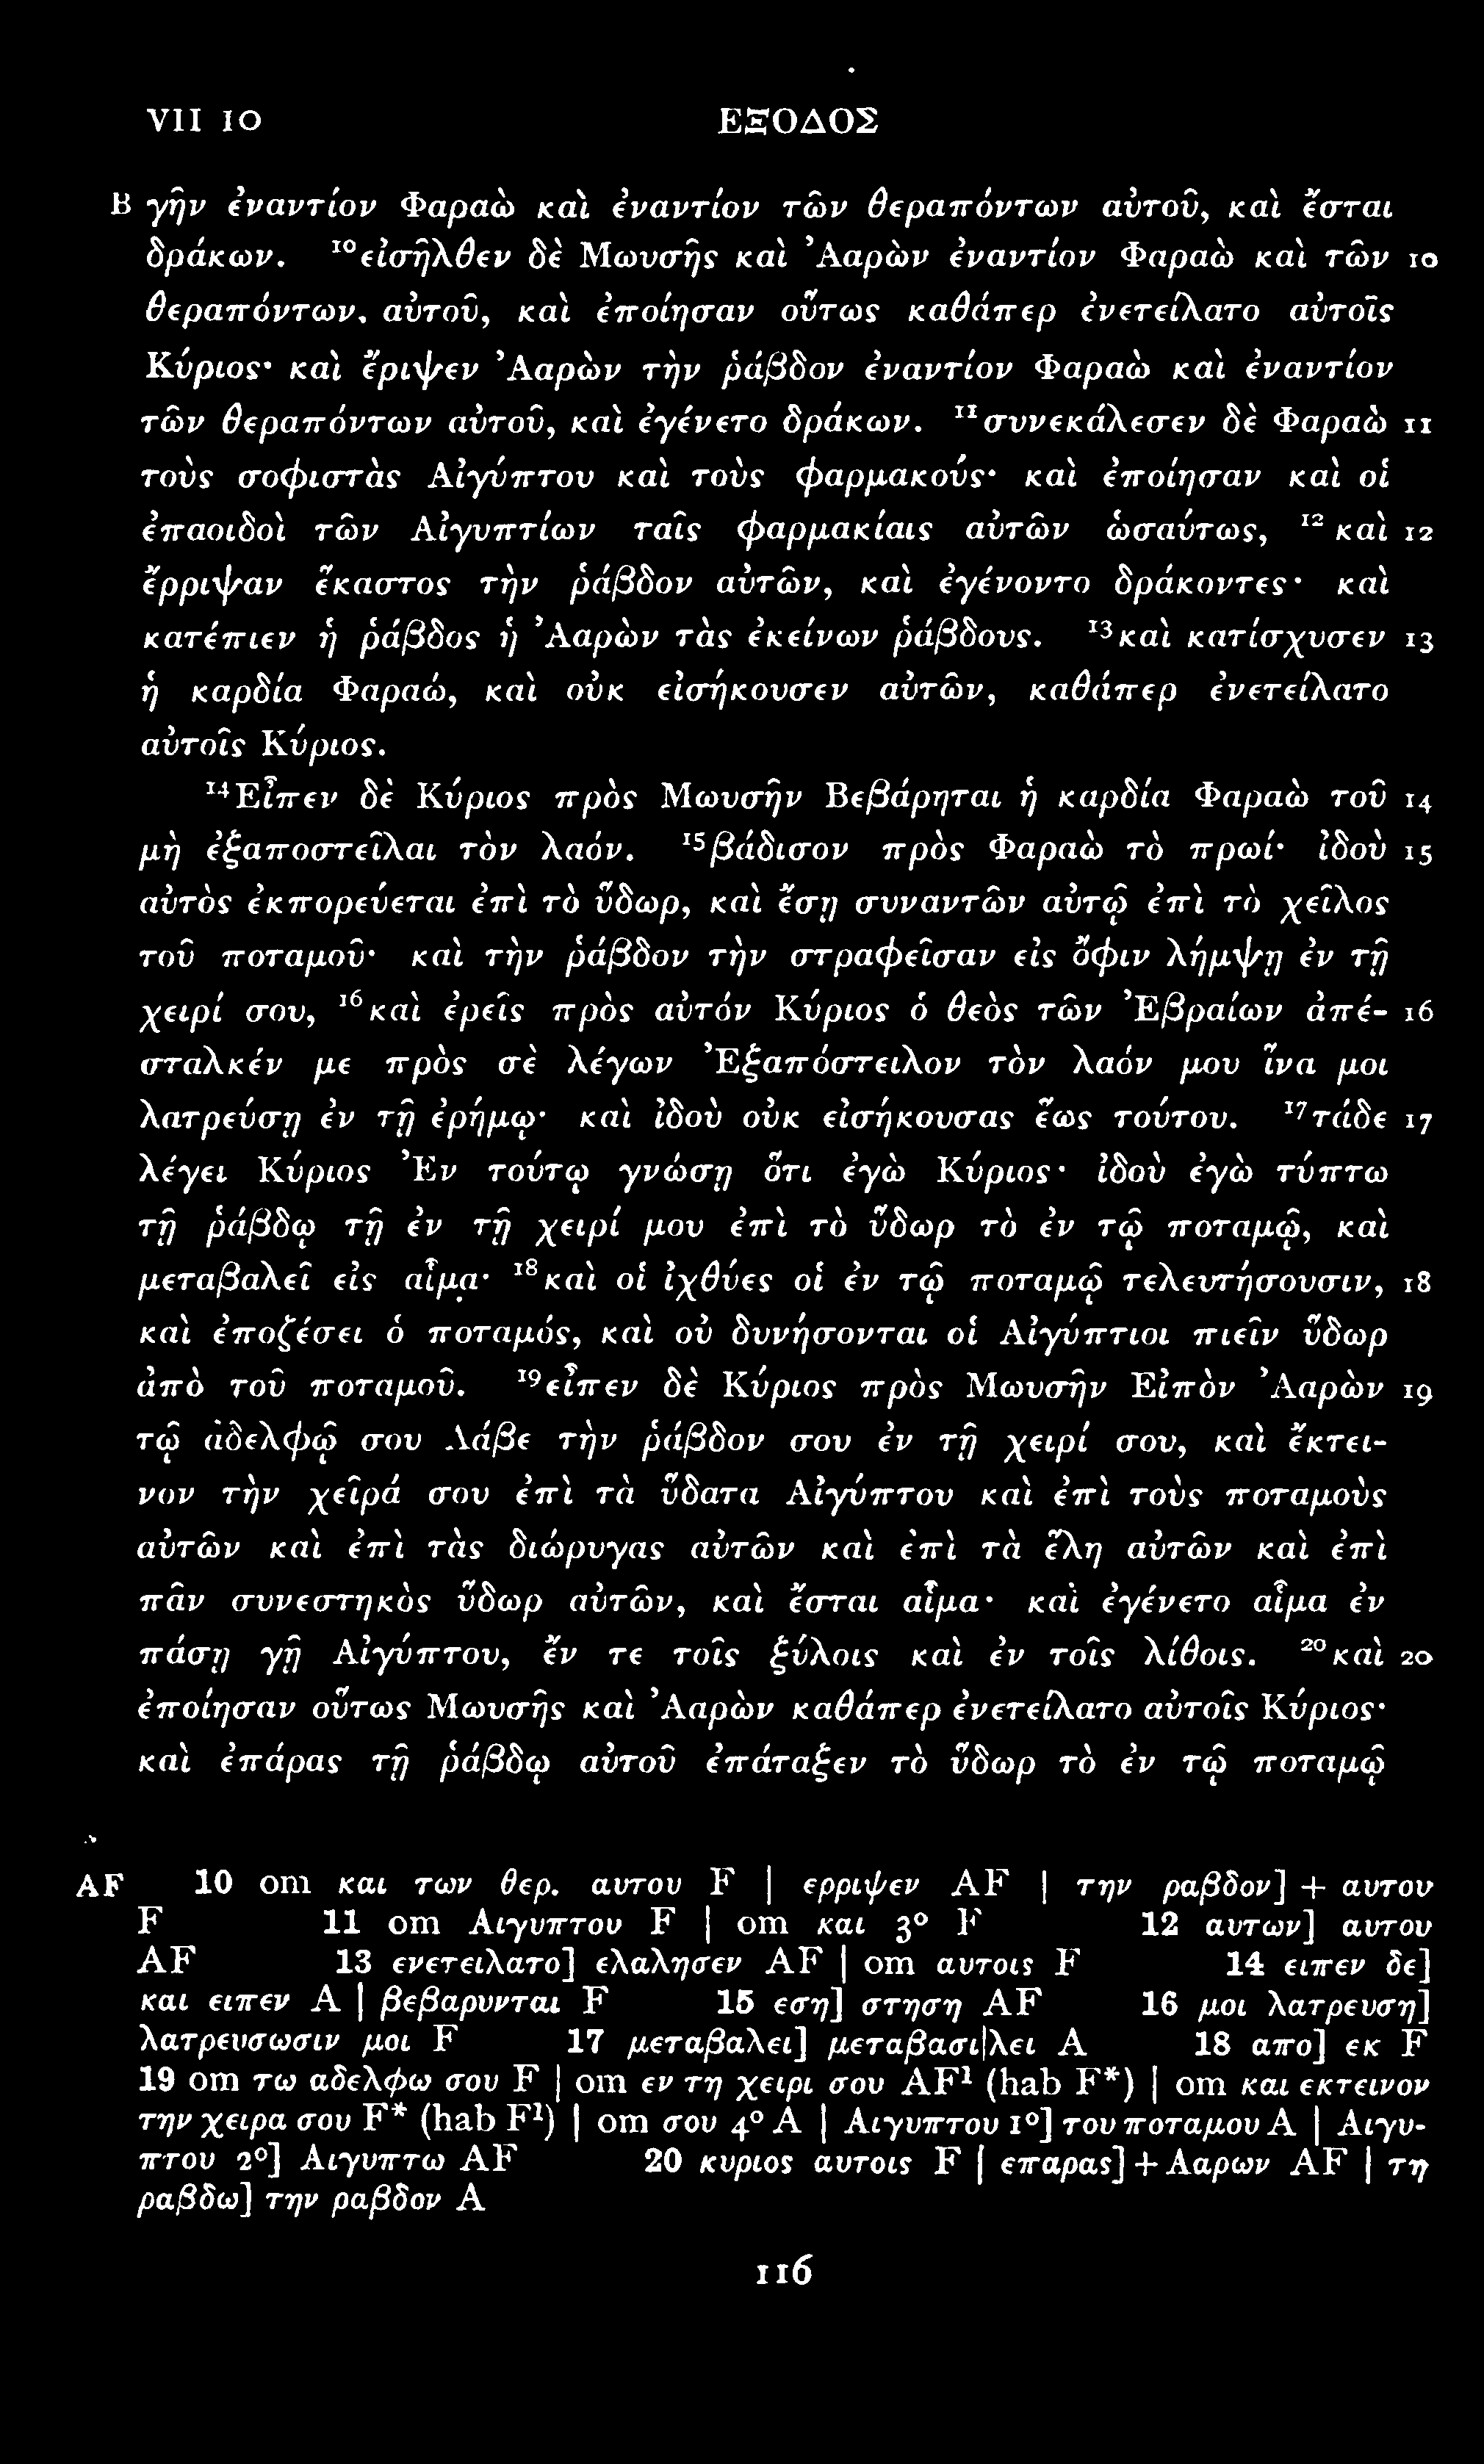 VII 10 ΕΞΟΔΟΣ
B γῆν ἐναντίον Φαραὼ καὶ ἐναντίον τῶν θεραπόντων αὐτοῦ, καὶ ἔσται
δράκων. ¹⁰εἰσῆλθεν δὲ Μωυσῆς καὶ Ἀαρὼν ἐναντίον Φαραὼ καὶ τῶν 10
θεραπόντων, αὐτοῦ, καὶ ἐποίησαν οὕτως καθάπερ ἐνετείλατο αὐτοῖς
Κύριος· καὶ ἔριψεν Ἀαρὼν τὴν ῥάβδον ἐναντίον Φαραὼ καὶ ἐναντίον
τῶν θεραπόντων αὐτοῦ, καὶ ἐγένετο δράκων. ¹¹συνεκάλεσεν δὲ Φαραὼ 11
τοὺς σοφιστὰς Αἰγύπτου καὶ τοὺς φαρμακούς· καὶ ἐποίησαν καὶ οἱ
ἐπαοιδοὶ τῶν Αἰγυπτίων ταῖς φαρμακίαις αὐτῶν ὡσαύτως, ¹²καὶ 12
ἔρριψαν ἕκαστος τὴν ῥάβδον αὐτῶν, καὶ ἐγένοντο δράκοντες· καὶ
κατέπιεν ἡ ῥάβδος ἡ Ἀαρὼν τὰς ἐκείνων ῥάβδους. ¹³καὶ κατίσχυσεν 13
ἡ καρδία Φαραώ, καὶ οὐκ εἰσήκουσεν αὐτῶν, καθάπερ ἐνετείλατο
αὐτοῖς Κύριος.
¹⁴Εἶπεν δὲ Κύριος πρὸς Μωυσῆν Βεβάρηται ἡ καρδία Φαραὼ τοῦ 14
μὴ ἐξαποστεῖλαι τὸν λαόν. ¹⁵βάδισον πρὸς Φαραὼ τὸ πρωί· ἰδοὺ 15
αὐτὸς ἐκπορεύεται ἐπὶ τὸ ὕδωρ, καὶ ἔσῃ συναντῶν αὐτῷ ἐπὶ τὸ χεῖλος
τοῦ ποταμοῦ· καὶ τὴν ῥάβδον τὴν στραφεῖσαν εἰς ὄφιν λήμψῃ ἐν τῇ
χειρί σου, ¹⁶καὶ ἐρεῖς πρὸς αὐτόν Κύριος ὁ θεὸς τῶν Ἐβραίων ἀπέ- 16
σταλκέν με πρὸς σὲ λέγων Ἐξαπόστειλον τὸν λαόν μου ἵνα μοι
λατρεύσῃ ἐν τῇ ἐρήμῳ· καὶ ἰδοὺ οὐκ εἰσήκουσας ἕως τούτου. ¹⁷τάδε 17
λέγει Κύριος Ἐν τούτῳ γνώσῃ ὅτι ἐγὼ Κύριος· ἰδοὺ ἐγὼ τύπτω
τῇ ῥάβδῳ τῇ ἐν τῇ χειρί μου ἐπὶ τὸ ὕδωρ τὸ ἐν τῷ ποταμῷ, καὶ
μεταβαλεῖ εἰς αἷμα· ¹⁸καὶ οἱ ἰχθύες οἱ ἐν τῷ ποταμῷ τελευτήσουσιν, 18
καὶ ἐποζέσει ὁ ποταμός, καὶ οὐ δυνήσονται οἱ Αἰγύπτιοι πιεῖν ὕδωρ
ἀπὸ τοῦ ποταμοῦ. ¹⁹εἶπεν δὲ Κύριος πρὸς Μωυσῆν Εἰπὸν Ἀαρὼν 19
τῷ ἀδελφῷ σου Λάβε τὴν ῥάβδον σου ἐν τῇ χειρί σου, καὶ ἔκτει-
νον τὴν χεῖρά σου ἐπὶ τὰ ὕδατα Αἰγύπτου καὶ ἐπὶ τοὺς ποταμοὺς
αὐτῶν καὶ ἐπὶ τὰς διώρυγας αὐτῶν καὶ ἐπὶ τὰ ἕλη αὐτῶν καὶ ἐπὶ
πᾶν συνεστηκὸς ὕδωρ αὐτῶν, καὶ ἔσται αἷμα· καὶ ἐγένετο αἷμα ἐν
πάσῃ γῇ Αἰγύπτου, ἔν τε τοῖς ξύλοις καὶ ἐν τοῖς λίθοις. ²⁰καὶ 20
ἐποίησαν οὕτως Μωυσῆς καὶ Ἀαρὼν καθάπερ ἐνετείλατο αὐτοῖς Κύριος·
καὶ ἐπάρας τῇ ῥάβδῳ αὐτοῦ ἐπάταξεν τὸ ὕδωρ τὸ ἐν τῷ ποταμῷ
AF 10 om και των θερ. αυτου F | ερριψεν AF | την ραβδον] + αυτου
F 11 om Αιγυπτου F | om και 3° F 12 αυτων] αυτου
AF 13 ενετειλατο] ελαλησεν AF | om αυτοις F 14 ειπεν δε]
και ειπεν A | βεβαρυνται F 15 εση] στηση AF 16 μοι λατρευση]
λατρευσωσιν μοι F 17 μεταβαλει] μεταβασι|λει A 18 απο] εκ F
19 om τω αδελφω σου F | om εν τη χειρι σου AF¹ (hab F*) | om και εκτεινον
την χειρα σου F* (hab F¹) | om σου 4° A | Αιγυπτου 1°] του ποταμου A | Αιγυ-
πτου 2°] Αιγυπτω AF 20 κυριος αυτοις F | επαρας] + Ααρων AF | τη
ραβδω] την ραβδον A
116